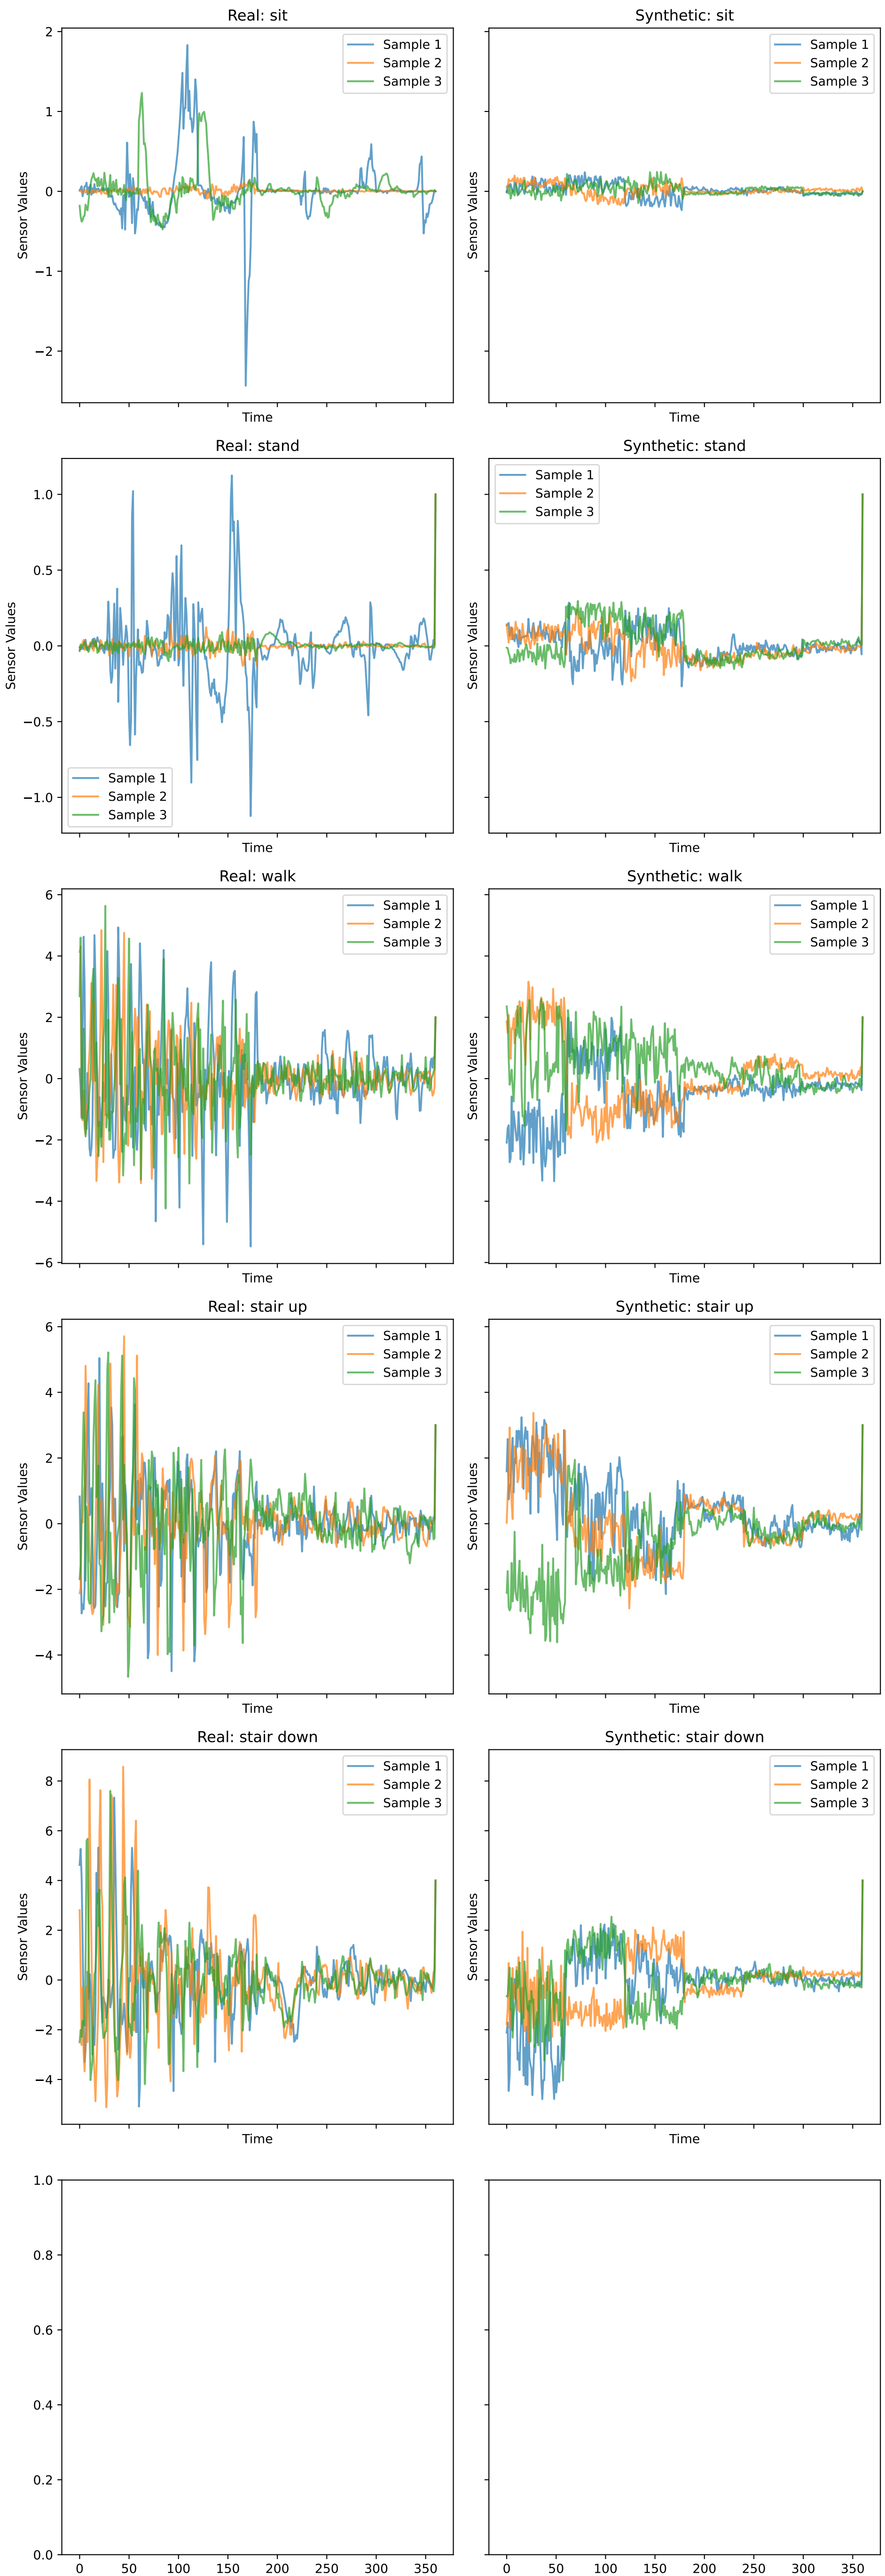 Real: sit
Synthetic: sit
2
1
0
−1
−2
Sensor Values
Sample 1
Sample 2
Sample 3
Time
Sensor Values
Sample 1
Sample 2
Sample 3
Time
Real: stand
Synthetic: stand
1.0
0.5
0.0
−0.5
−1.0
Sensor Values
Sample 1
Sample 2
Sample 3
Time
Sensor Values
Sample 1
Sample 2
Sample 3
Time
Real: walk
Synthetic: walk
6
4
2
0
−2
−4
−6
Sensor Values
Sample 1
Sample 2
Sample 3
Time
Sensor Values
Sample 1
Sample 2
Sample 3
Time
Real: stair up
Synthetic: stair up
6
4
2
0
−2
−4
Sensor Values
Sample 1
Sample 2
Sample 3
Time
Sensor Values
Sample 1
Sample 2
Sample 3
Time
Real: stair down
Synthetic: stair down
8
6
4
2
0
−2
−4
Sensor Values
Sample 1
Sample 2
Sample 3
Time
Sensor Values
Sample 1
Sample 2
Sample 3
Time
1.0
0.8
0.6
0.4
0.2
0.0
0 50 100 150 200 250 300 350
0 50 100 150 200 250 300 350